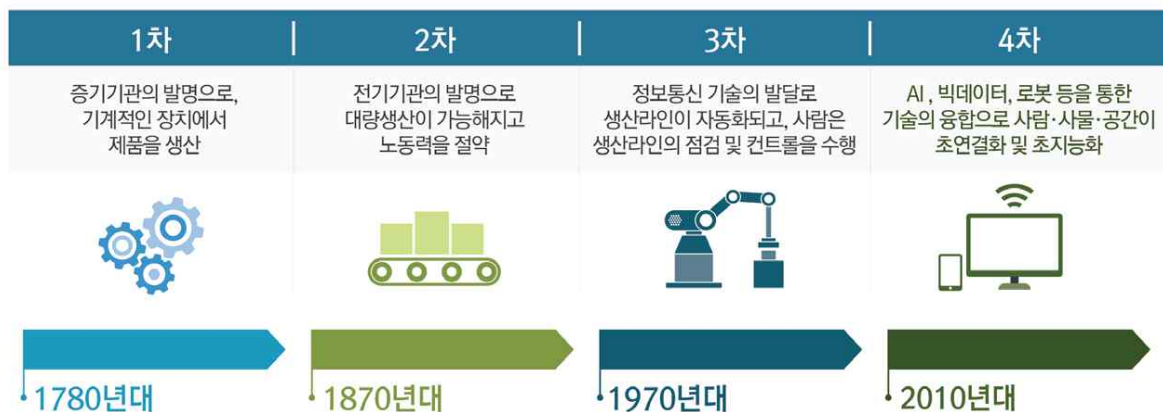 1차
2차
3차
4차
증기기관의 발명으로,
기계적인 장치에서
제품을 생산
전기기관의 발명으로
대량생산이 가능해지고
노동력을 절약
정보통신 기술의 발달로
생산라인이 자동화되고, 사람은
생산라인의 점검 및 컨트롤을 수행
AI , 빅데이터, 로봇 등을 통한
기술의 융합으로 사람·사물·공간이
초연결화 및 초지능화
1780년대
1870년대
1970년대
2010년대